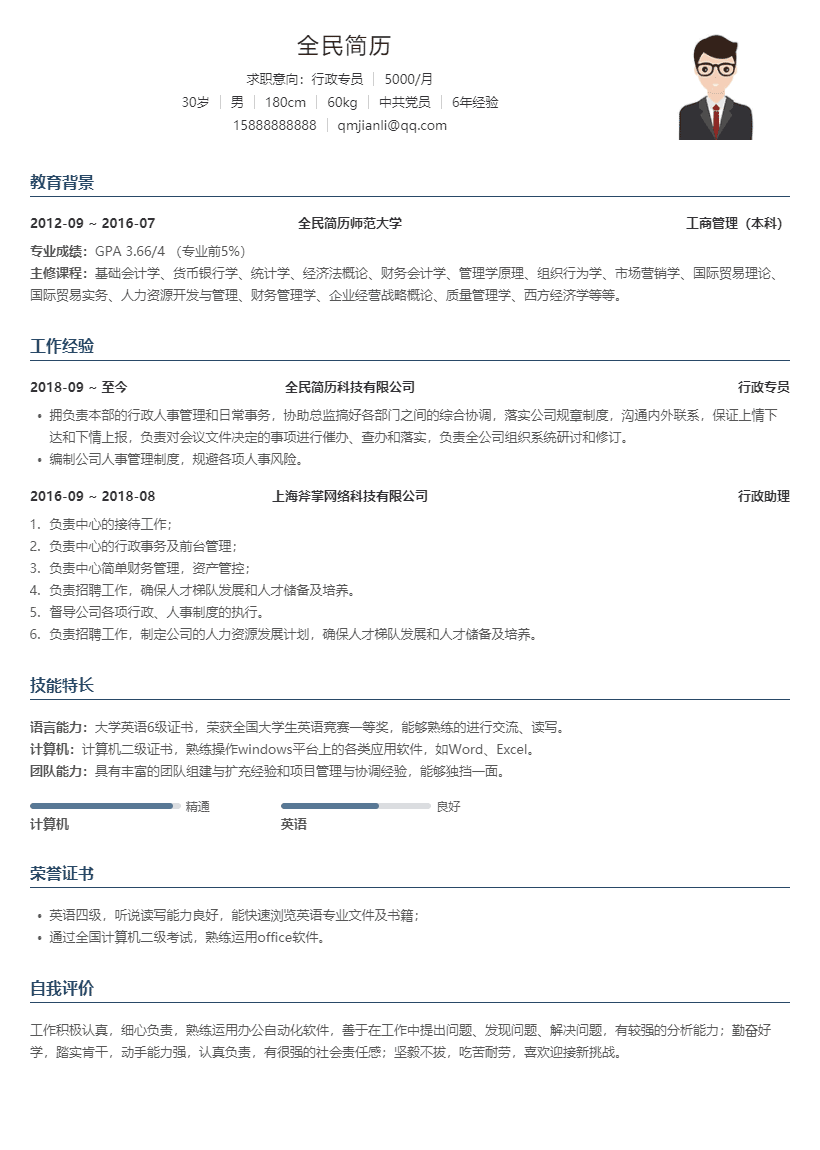 全民简历
求职意向：行政专员 5000/月
30岁 男 180cm 60kg 中共党员 6年经验
15888888888 qmjianli@qq.com
教育背景
2012-09 ~ 2016-07 全民简历师范大学 工商管理（本科）
专业成绩：GPA 3.66/4 （专业前5%）
主修课程：基础会计学、货币银行学、统计学、经济法概论、财务会计学、管理学原理、组织行为学、市场营销学、国际贸易理论、
国际贸易实务、人力资源开发与管理、财务管理学、企业经营战略概论、质量管理学、西方经济学等等。
工作经验
2018-09 ~ 至今 全民简历科技有限公司 行政专员
• 拥负责本部的行政人事管理和日常事务，协助总监搞好各部门之间的综合协调，落实公司规章制度，沟通内外联系，保证上情下
达和下情上报，负责对会议文件决定的事项进行催办、查办和落实，负责全公司组织系统研讨和修订。
• 编制公司人事管理制度，规避各项人事风险。
2016-09 ~ 2018-08 上海斧掌网络科技有限公司 行政助理
1. 负责中心的接待工作；
2. 负责中心的行政事务及前台管理；
3. 负责中心简单财务管理，资产管控；
4. 负责招聘工作，确保人才梯队发展和人才储备及培养。
5. 督导公司各项行政、人事制度的执行。
6. 负责招聘工作，制定公司的人力资源发展计划，确保人才梯队发展和人才储备及培养。
技能特长
语言能力：大学英语6级证书，荣获全国大学生英语竞赛一等奖，能够熟练的进行交流、读写。
计算机：计算机二级证书，熟练操作windows平台上的各类应用软件，如Word、Excel。
团队能力：具有丰富的团队组建与扩充经验和项目管理与协调经验，能够独挡一面。
精通 良好
计算机 英语
荣誉证书
• 英语四级，听说读写能力良好，能快速浏览英语专业文件及书籍；
• 通过全国计算机二级考试，熟练运用office软件。
自我评价
工作积极认真，细心负责，熟练运用办公自动化软件，善于在工作中提出问题、发现问题、解决问题，有较强的分析能力；勤奋好
学，踏实肯干，动手能力强，认真负责，有很强的社会责任感；坚毅不拔，吃苦耐劳，喜欢迎接新挑战。